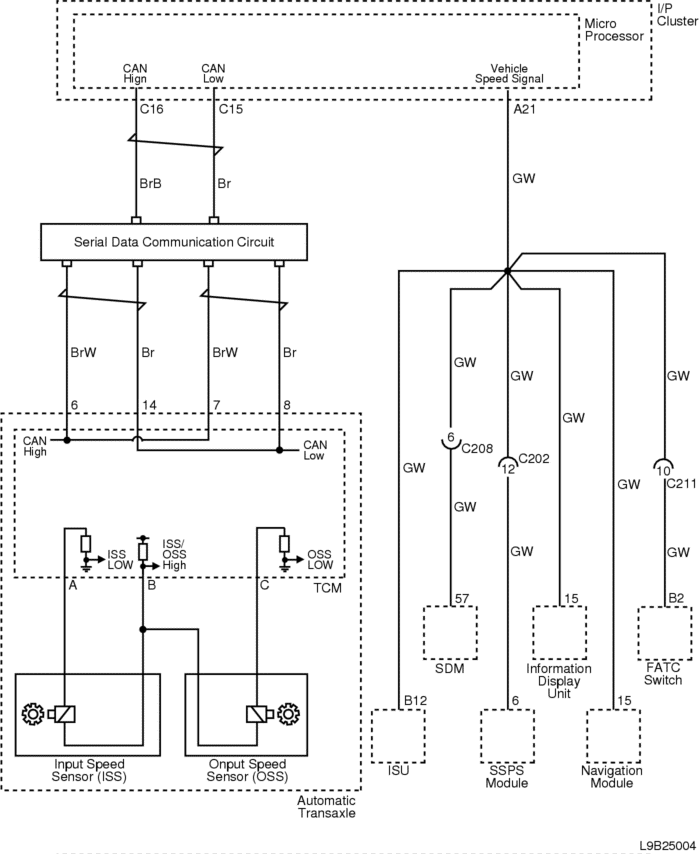 I/P
Cluster
Micro
Processor
CAN
Hign
CAN
Low
Vehicle
Speed Signal
C16
C15
A21
BrB
Br
GW
Serial Data Communication Circuit
BrW
Br
BrW
Br
GW
GW
GW
GW
6
14
7
8
6
C208
C202
12
10
C211
GW
GW
CAN
High
CAN
Low
GW
GW
GW
ISS
LOW
ISS/
OSS
High
OSS
LOW
A
B
C
TCM
57
15
B2
SDM
Information
Display
Unit
FATC
Switch
B12
6
15
Input Speed
Sensor (ISS)
Onput Speed
Sensor (OSS)
ISU
SSPS
Module
Navigation
Module
Automatic
Transaxle
L9B25004